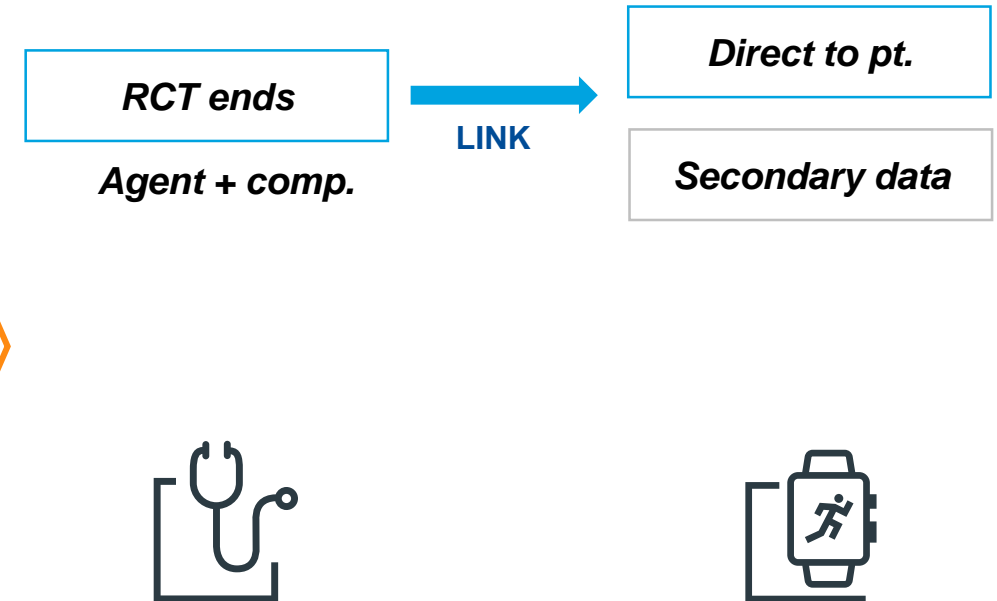 RCT ends
Agent + comp.
LINK
Direct to pt.
Secondary data